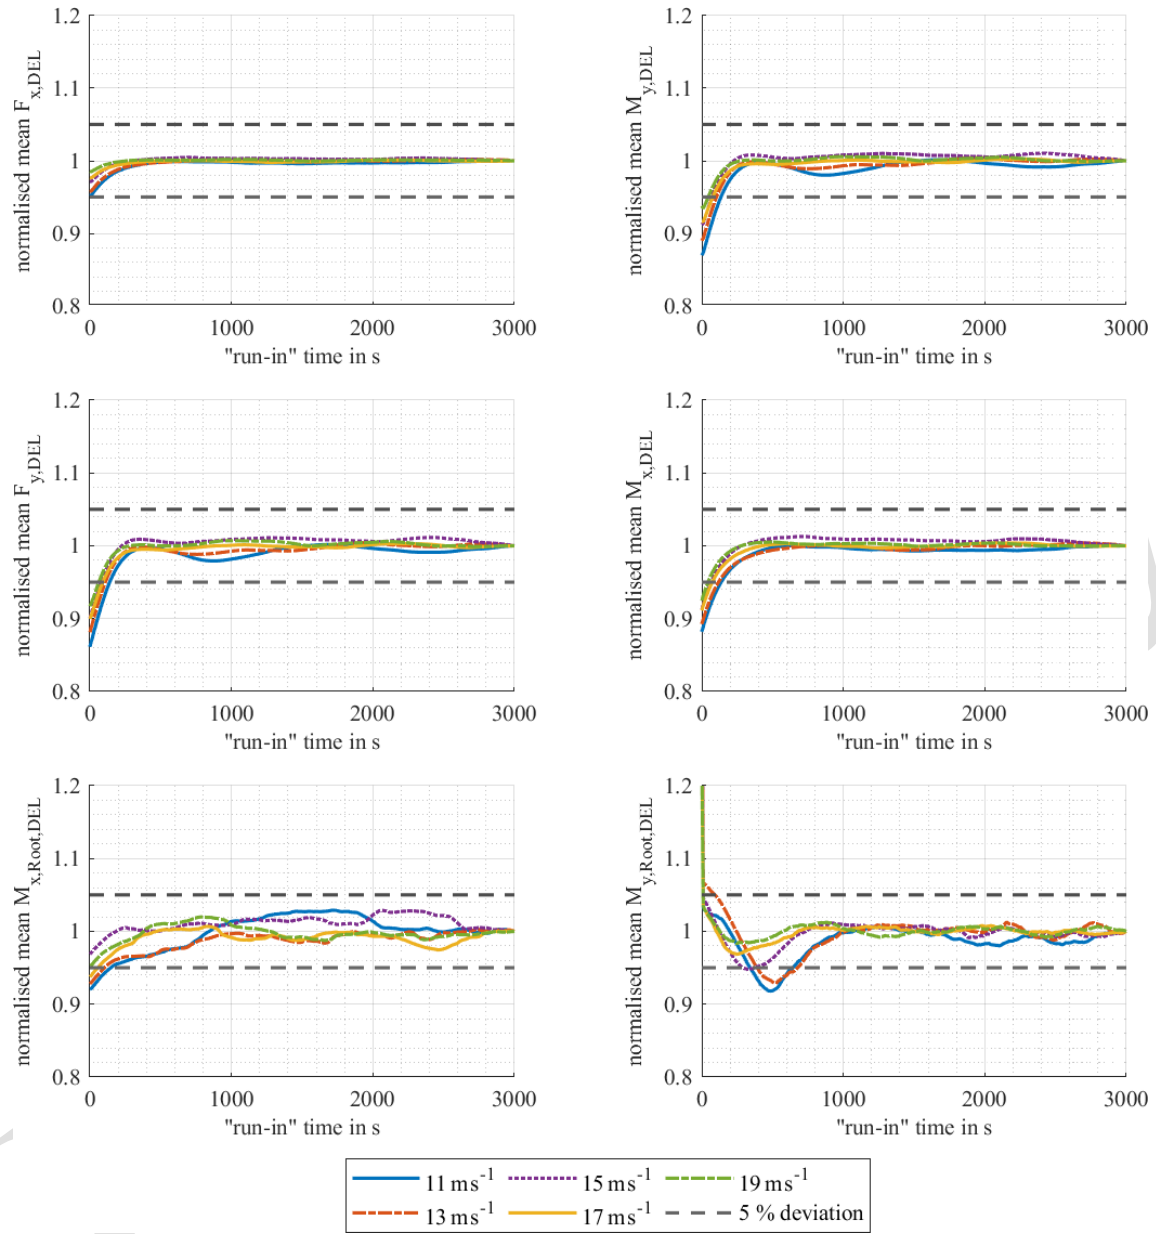 1.2
1.1
1
0.9
0.8
normalised mean F_x,DEL
0 1000 2000 3000
"run-in" time in s
1.2
1.1
1
0.9
0.8
normalised mean M_y,DEL
0 1000 2000 3000
"run-in" time in s
1.2
1.1
1
0.9
0.8
normalised mean F_y,DEL
0 1000 2000 3000
"run-in" time in s
1.2
1.1
1
0.9
0.8
normalised mean M_x,DEL
0 1000 2000 3000
"run-in" time in s
1.2
1.1
1
0.9
0.8
normalised mean M_x,Root,DEL
0 1000 2000 3000
"run-in" time in s
1.2
1.1
1
0.9
0.8
normalised mean M_y,Root,DEL
0 1000 2000 3000
"run-in" time in s
11 ms⁻¹ 15 ms⁻¹ 19 ms⁻¹
13 ms⁻¹ 17 ms⁻¹ 5 % deviation